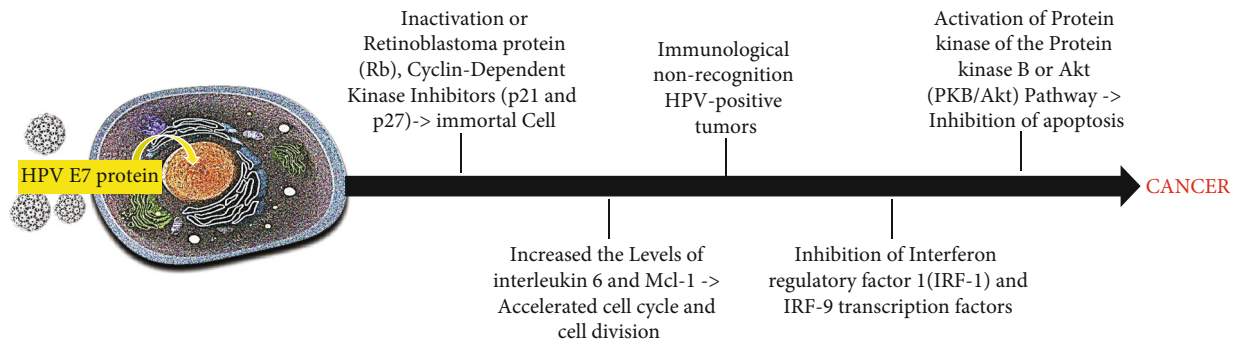 HPV E7 protein
Inactivation or
Retinoblastoma protein
(Rb), Cyclin-Dependent
Kinase Inhibitors (p21 and
p27)-> immortal Cell
Increased the Levels of
interleukin 6 and Mcl-1 ->
Accelerated cell cycle and
cell division
Immunological
non-recognition
HPV-positive
tumors
Inhibition of Interferon
regulatory factor 1(IRF-1) and
IRF-9 transcription factors
Activation of Protein
kinase of the Protein
kinase B or Akt
(PKB/Akt) Pathway ->
Inhibition of apoptosis
CANCER